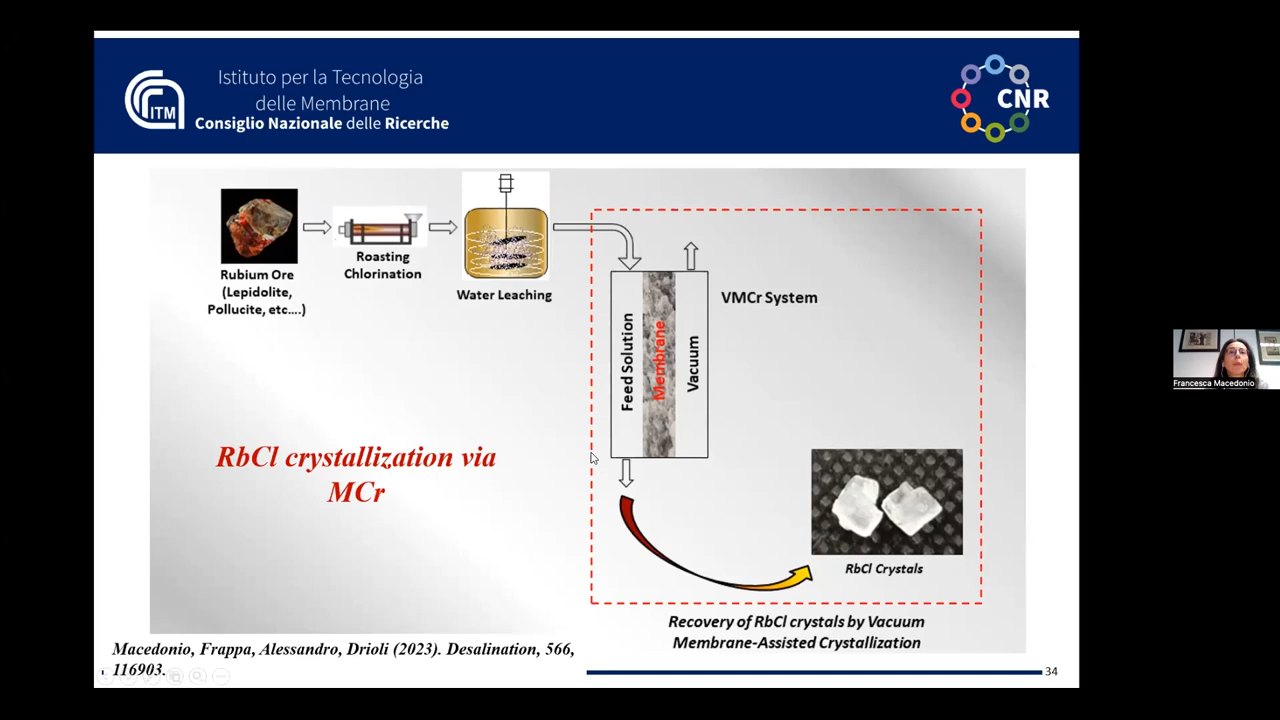 Istituto per la Tecnologia
delle Membrane
Consiglio Nazionale delle Ricerche
ITM
CNR
Rubium Ore
(Lepidolite,
Pollucite, etc....)
Roasting
Chlorination
Water Leaching
Feed Solution
Membrane
Vacuum
VMCr System
RbCl crystallization via
MCr
RbCl Crystals
Recovery of RbCl crystals by Vacuum
Membrane-Assisted Crystallization
Macedonio, Frappa, Alessandro, Drioli (2023). Desalination, 566,
116903.
34
Francesca Macedonio